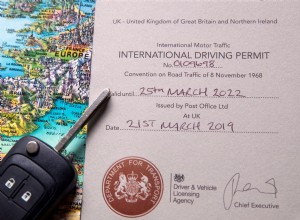 UK - United Kingdom of Great Britain and Northern Ireland
International Motor Traffic
INTERNATIONAL DRIVING PERMIT
No 0109698
Convention on Road Traffic of 8 November 1968
Valid until 25TH MARCH 2022
Issued by Post Office Ltd
At UK
Date 21ST MARCH 2019
EUROPE
DEPARTMENT FOR TRANSPORT
Driver & Vehicle
Licensing
Agency
Chief Executive